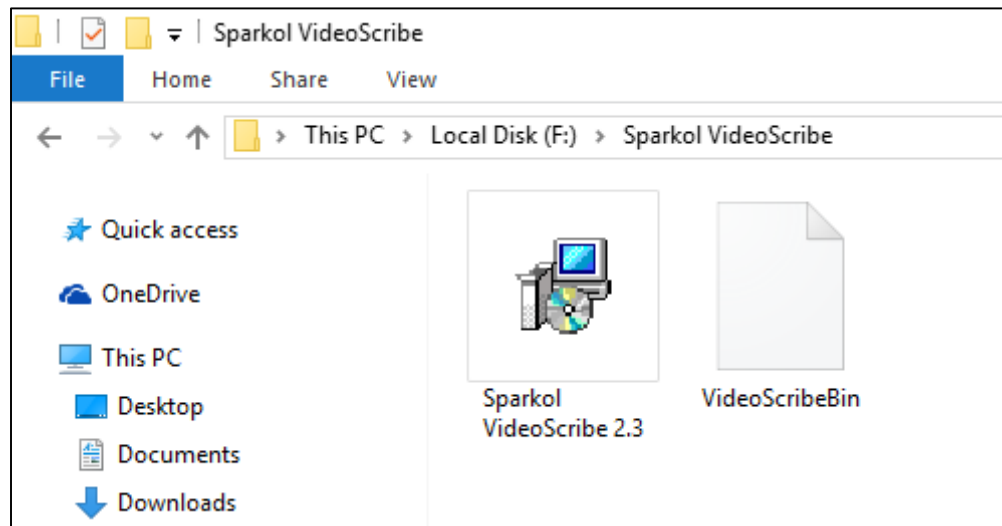 Sparkol VideoScribe
File Home Share View
This PC > Local Disk (F:) > Sparkol VideoScribe
Quick access
OneDrive
This PC
Desktop
Documents
Downloads
Sparkol
VideoScribe 2.3
VideoScribeBin